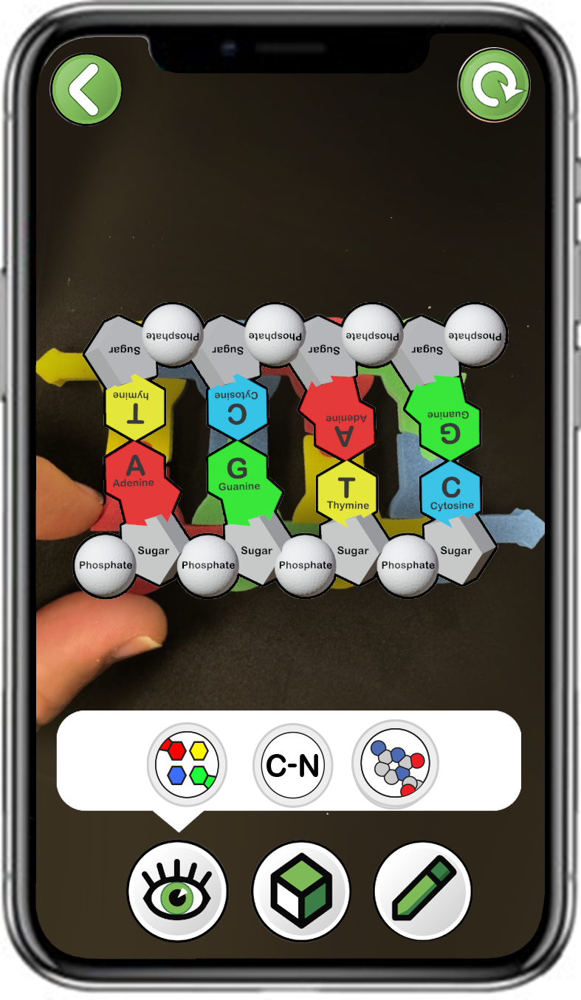 Sugar Phosphate Sugar Phosphate Sugar Phosphate Sugar Phosphate
hymine Cytosine Adenine Guanine
T C A G
A G T C
Adenine Guanine Thymine Cytosine
Sugar Sugar Sugar Sugar
Phosphate Phosphate Phosphate Phosphate
C-N